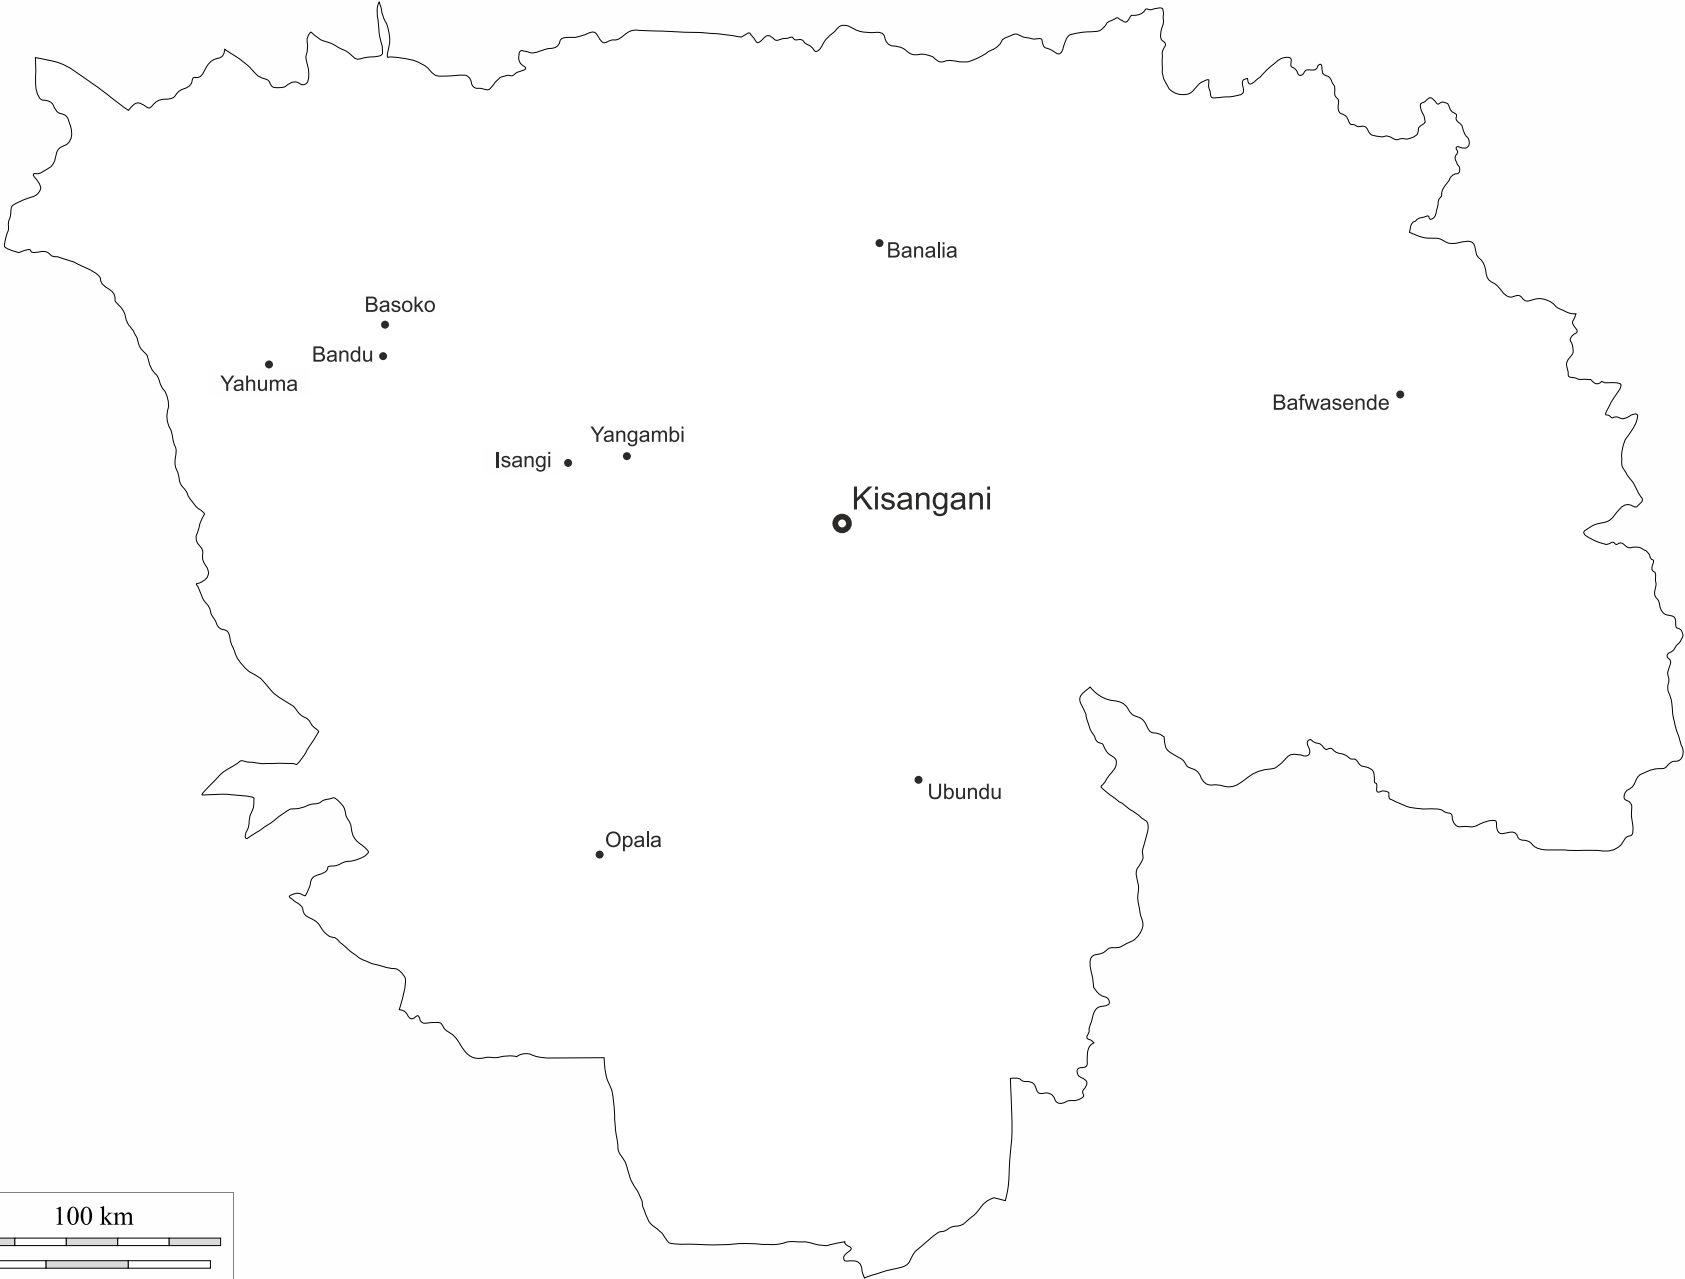 Banalia
Basoko
Bandu
Yahuma
Bafwasende
Yangambi
Isangi
Kisangani
Ubundu
Opala
100 km